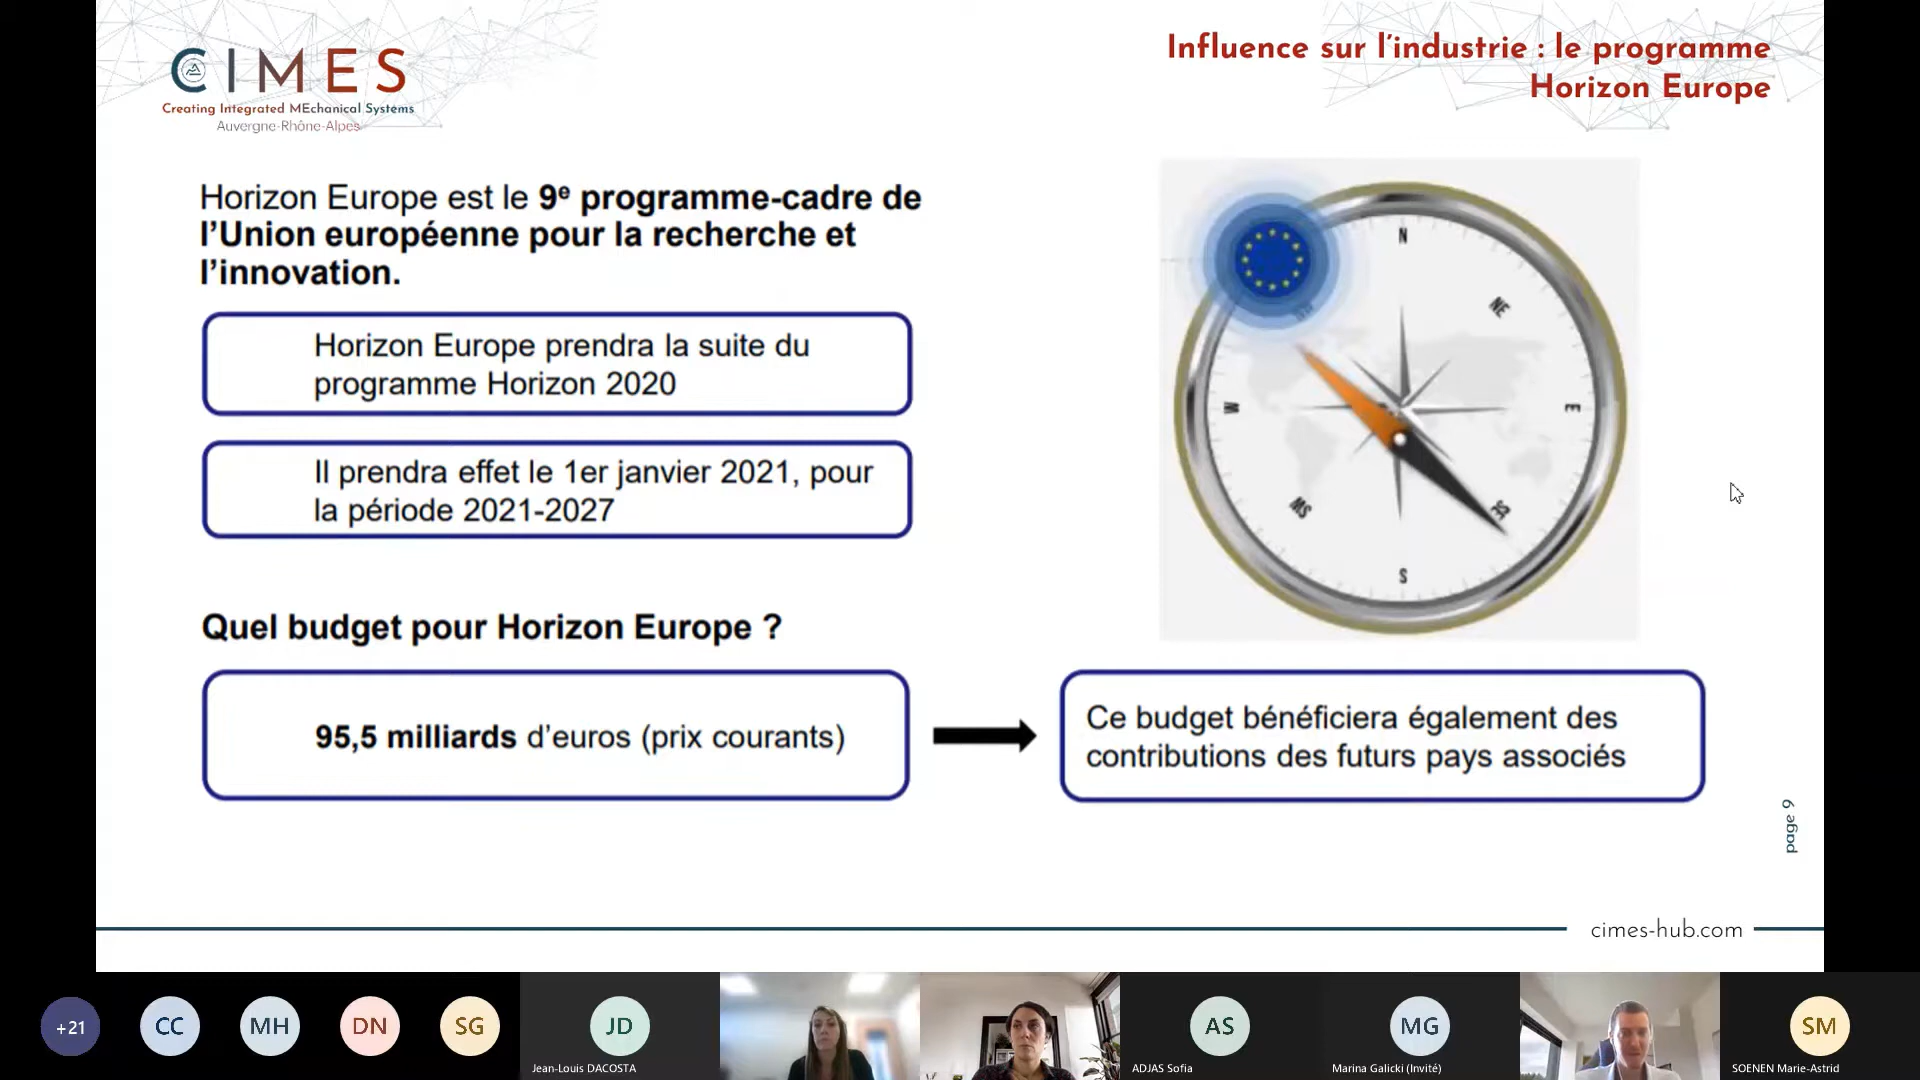 CIMES
Creating Integrated MEchanical Systems
Auvergne-Rhône-Alpes
Influence sur l'industrie : le programme
Horizon Europe
Horizon Europe est le 9e programme-cadre de
l'Union européenne pour la recherche et
l'innovation.
Horizon Europe prendra la suite du
programme Horizon 2020
Il prendra effet le 1er janvier 2021, pour
la période 2021-2027
N
NE
E
SE
S
SW
W
Quel budget pour Horizon Europe ?
95,5 milliards d'euros (prix courants)
Ce budget bénéficiera également des
contributions des futurs pays associés
page 9
cimes-hub.com
+21
CC
MH
DN
SG
JD
Jean-Louis DACOSTA
AS
ADJAS Sofia
MG
Marina Galicki (Invité)
SM
SOENEN Marie-Astrid